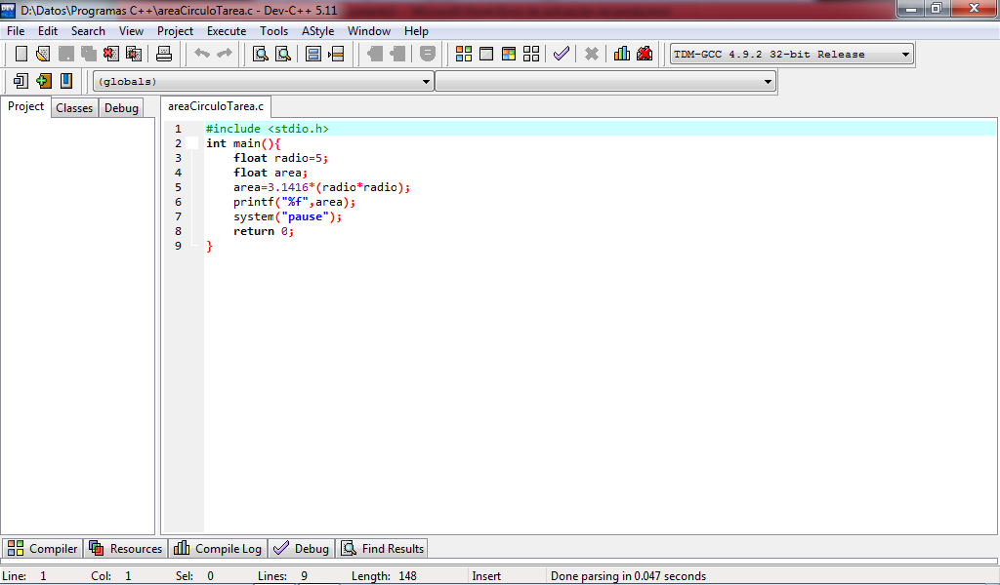 D:\Datos\Programas C++\areaCirculoTarea.c - Dev-C++ 5.11
File Edit Search View Project Execute Tools AStyle Window Help
TDM-GCC 4.9.2 32-bit Release
(globals)
Project Classes Debug
areaCirculoTarea.c
1 #include <stdio.h>
2 int main(){
3 float radio=5;
4 float area;
5 area=3.1416*(radio*radio);
6 printf("%f",area);
7 system("pause");
8 return 0;
9 }
Compiler Resources Compile Log Debug Find Results
Line: 1 Col: 1 Sel: 0 Lines: 9 Length: 148 Insert Done parsing in 0.047 seconds